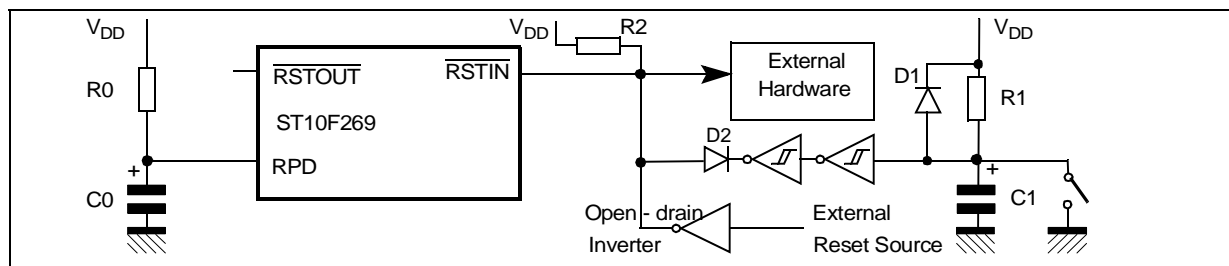 VDD
R0
+
C0
RSTOUT
RSTIN
ST10F269
RPD
VDD
R2
External
Hardware
D2
Open - drain
Inverter
External
Reset Source
D1
VDD
R1
+
C1